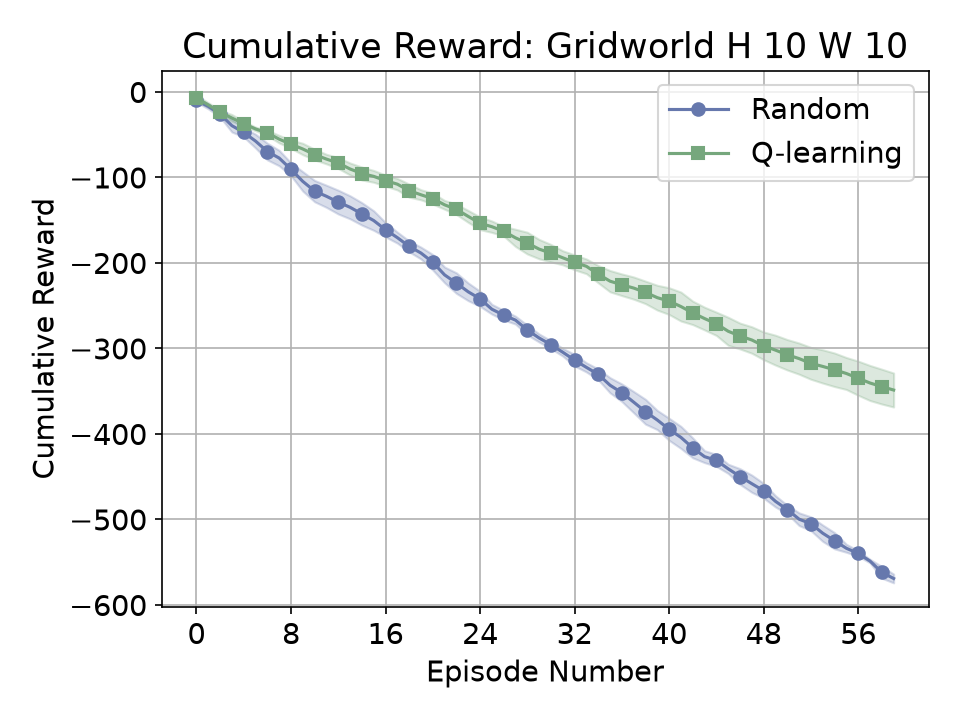 Cumulative Reward: Gridworld H 10 W 10
Cumulative Reward
0
−100
−200
−300
−400
−500
−600
Random
Q-learning
0 8 16 24 32 40 48 56
Episode Number